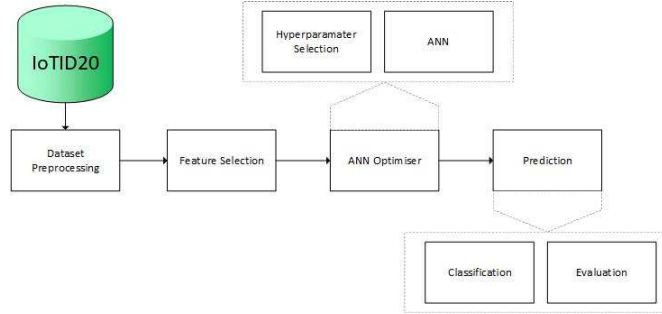 Hyperparamater
Selection
ANN
IoTID20
Dataset
Preprocessing
Feature Selection
ANN Optimiser
Prediction
Classification
Evaluation